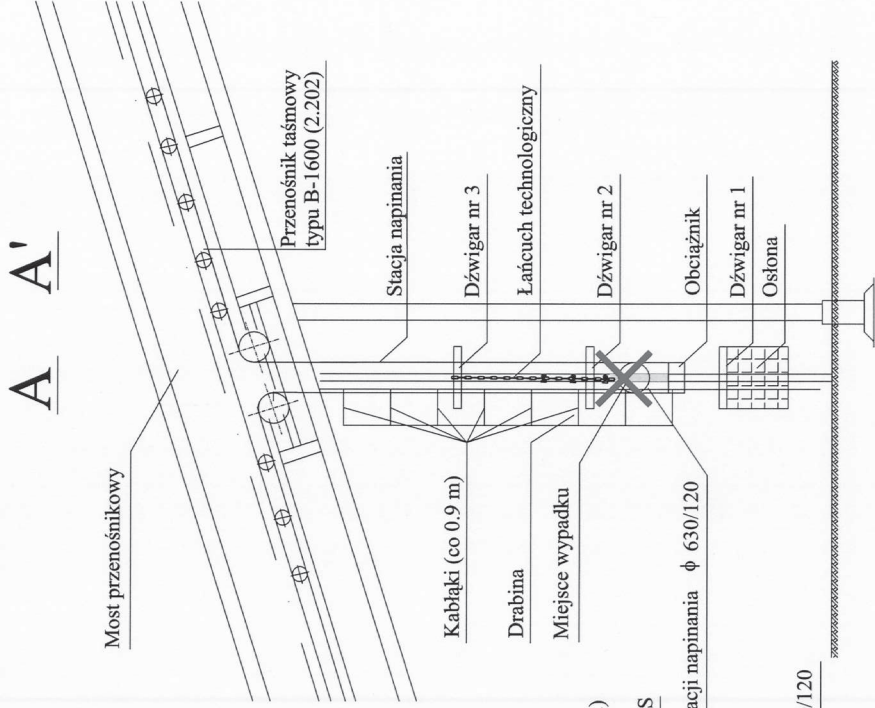 A A'
Most przenośnikowy
Przenośnik taśmowy
typu B-1600 (2.202)
Stacja napinania
Dźwigar nr 3
Łańcuch technologiczny
Dźwigar nr 2
Obciążnik
Dźwigar nr 1
Osłona
Kabłąki (co 0.9 m)
Drabina
Miejsce wypadku
)
S
acji napinania ϕ 630/120
/120